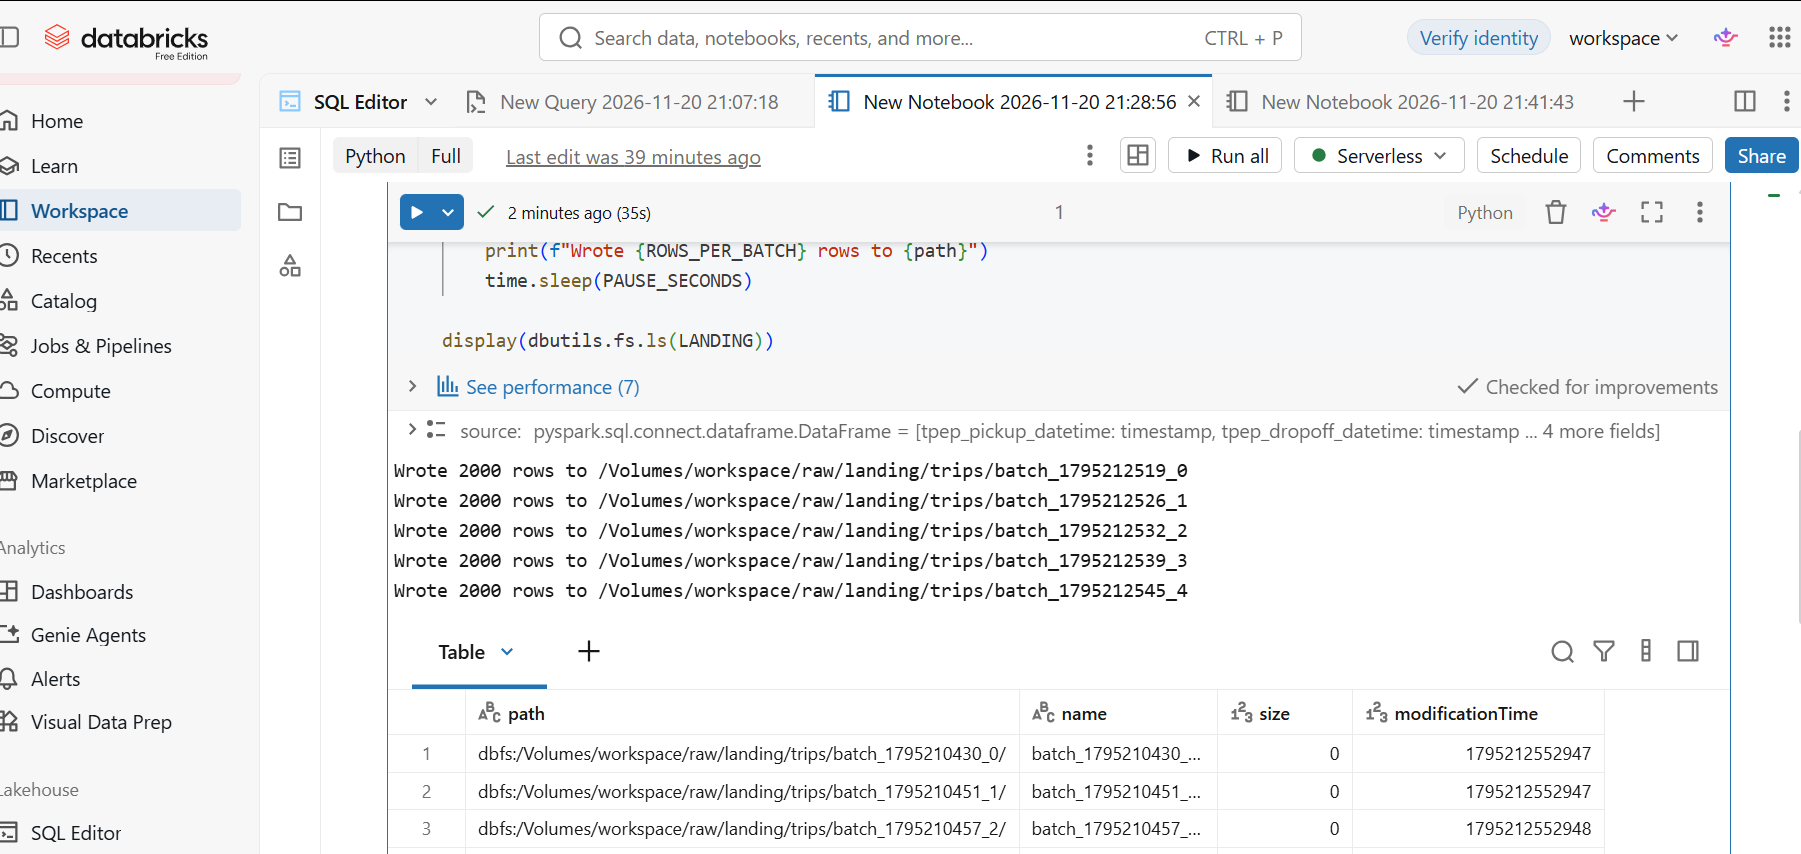 databricks
Free Edition
Search data, notebooks, recents, and more...
CTRL + P
Verify identity
workspace
Home
Learn
Workspace
Recents
Catalog
Jobs & Pipelines
Compute
Discover
Marketplace
Analytics
Dashboards
Genie Agents
Alerts
Visual Data Prep
Lakehouse
SQL Editor
SQL Editor
New Query 2026-11-20 21:07:18
New Notebook 2026-11-20 21:28:56
New Notebook 2026-11-20 21:41:43
Python
Full
Last edit was 39 minutes ago
Run all
Serverless
Schedule
Comments
Share
2 minutes ago (35s)
1
Python
print(f"Wrote {ROWS_PER_BATCH} rows to {path}")
time.sleep(PAUSE_SECONDS)
display(dbutils.fs.ls(LANDING))
See performance (7)
Checked for improvements
source: pyspark.sql.connect.dataframe.DataFrame = [tpep_pickup_datetime: timestamp, tpep_dropoff_datetime: timestamp ... 4 more fields]
Wrote 2000 rows to /Volumes/workspace/raw/landing/trips/batch_1795212519_0
Wrote 2000 rows to /Volumes/workspace/raw/landing/trips/batch_1795212526_1
Wrote 2000 rows to /Volumes/workspace/raw/landing/trips/batch_1795212532_2
Wrote 2000 rows to /Volumes/workspace/raw/landing/trips/batch_1795212539_3
Wrote 2000 rows to /Volumes/workspace/raw/landing/trips/batch_1795212545_4
Table
path name size modificationTime
1 dbfs:/Volumes/workspace/raw/landing/trips/batch_1795210430_0/ batch_1795210430_... 0 1795212552947
2 dbfs:/Volumes/workspace/raw/landing/trips/batch_1795210451_1/ batch_1795210451_... 0 1795212552947
3 dbfs:/Volumes/workspace/raw/landing/trips/batch_1795210457_2/ batch_1795210457_... 0 1795212552948